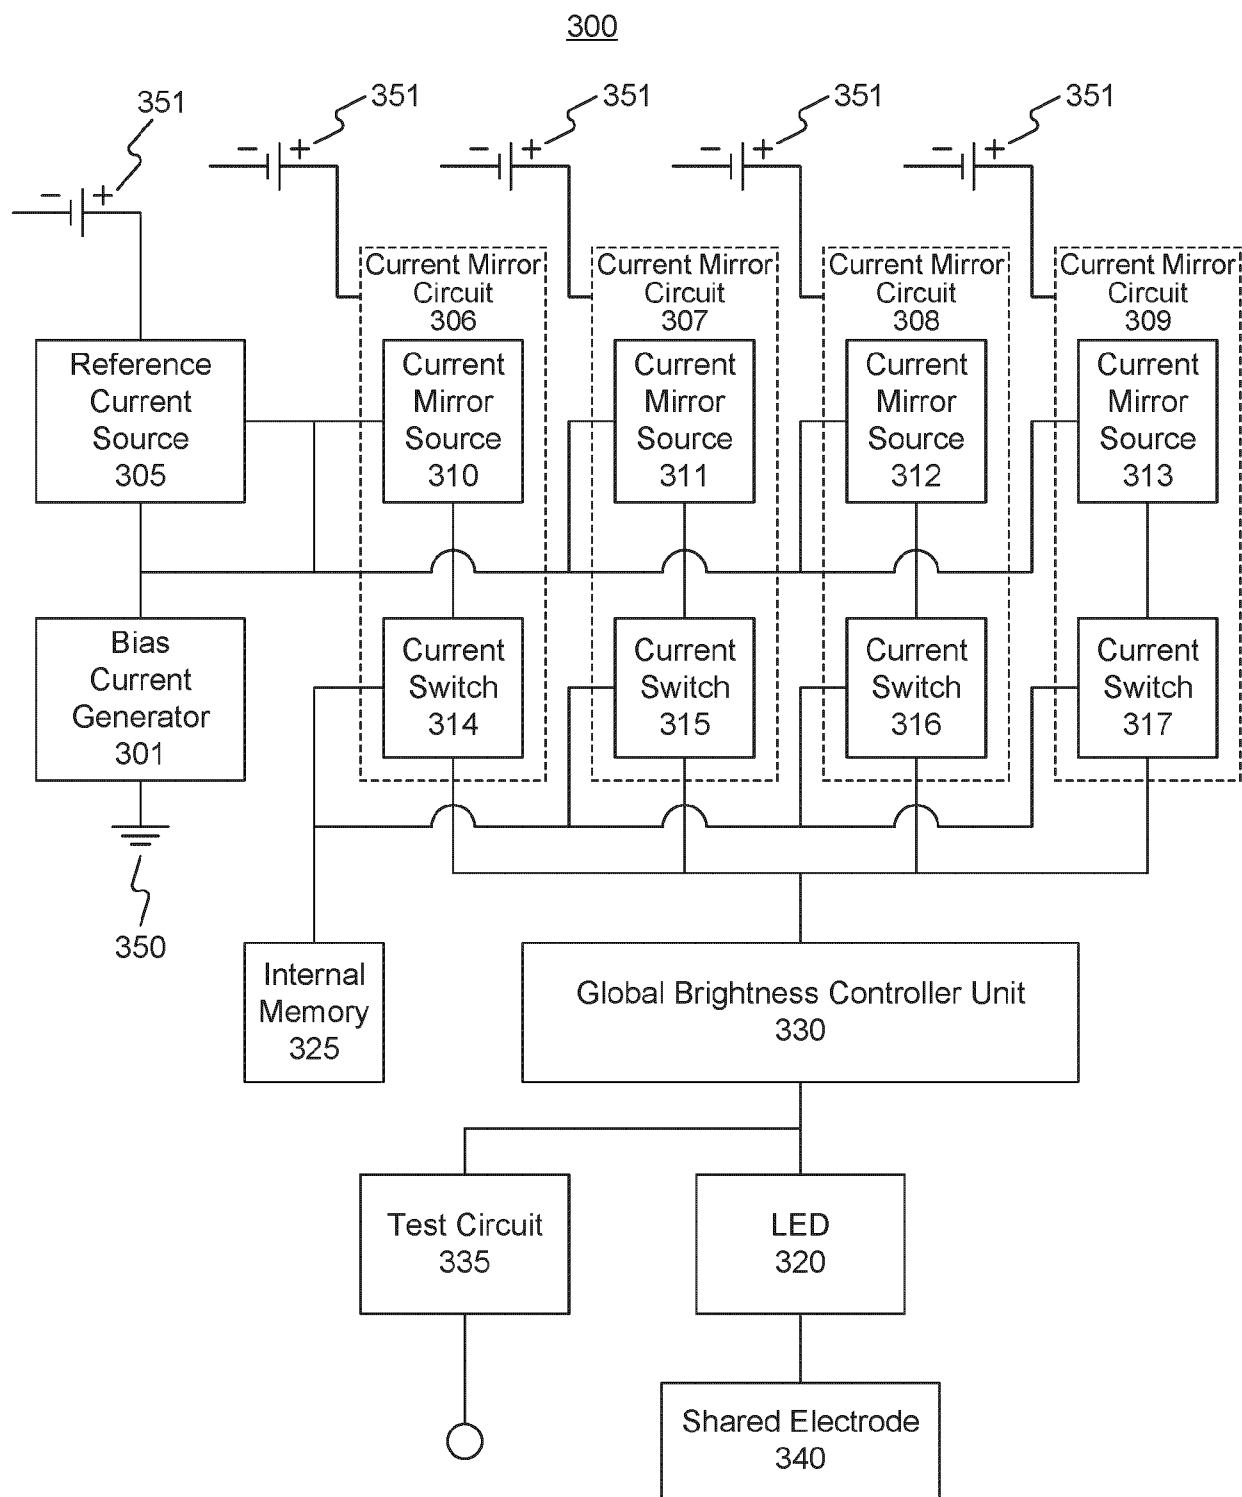 300
351
351
351
351
351
− +
− +
− +
− +
− +
Current Mirror
Circuit
306
Current Mirror
Circuit
307
Current Mirror
Circuit
308
Current Mirror
Circuit
309
Reference
Current
Source
305
Current
Mirror
Source
310
Current
Mirror
Source
311
Current
Mirror
Source
312
Current
Mirror
Source
313
Bias
Current
Generator
301
Current
Switch
314
Current
Switch
315
Current
Switch
316
Current
Switch
317
350
Internal
Memory
325
Global Brightness Controller Unit
330
Test Circuit
335
LED
320
Shared Electrode
340